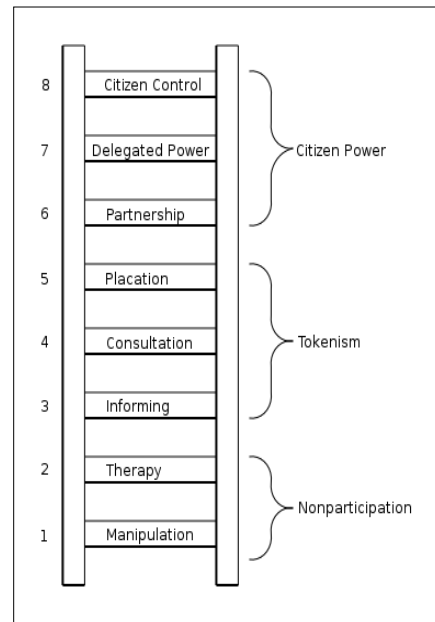 8 Citizen Control
7 Delegated Power
Citizen Power
6 Partnership
5 Placation
4 Consultation
Tokenism
3 Informing
2 Therapy
Nonparticipation
1 Manipulation